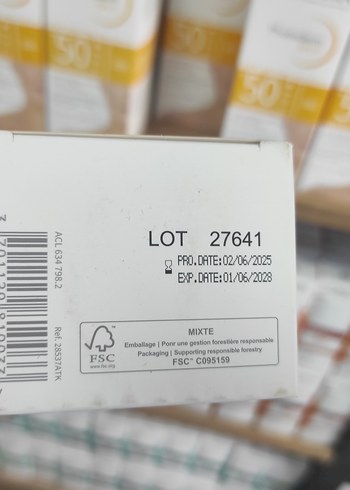 50
50
LOT 27641
PRO.DATE:02/06/2025
EXP.DATE:01/06/2028
ACL 634 798.2
Ref. 28537ATK
MIXTE
Emballage | Pour une gestion forestière responsable
Packaging | Supporting responsible forestry
FSC™ C095159
FSC
www.fsc.org